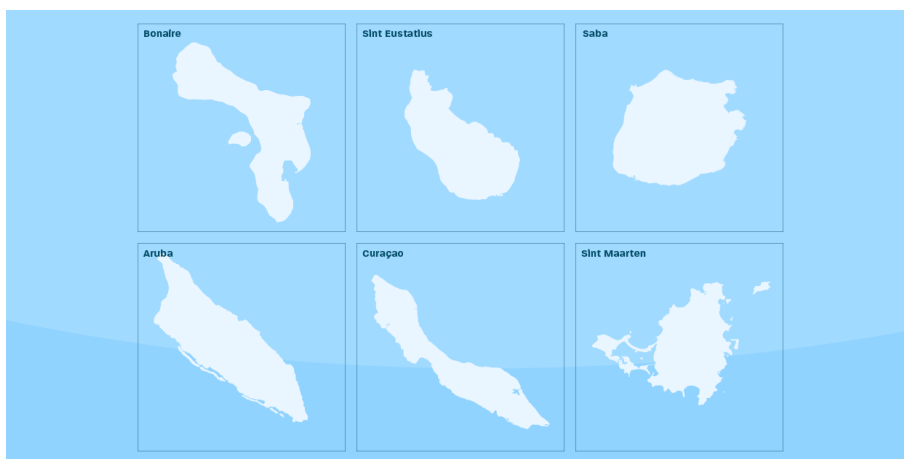 Bonaire
Sint Eustatius
Saba
Aruba
Curaçao
Sint Maarten